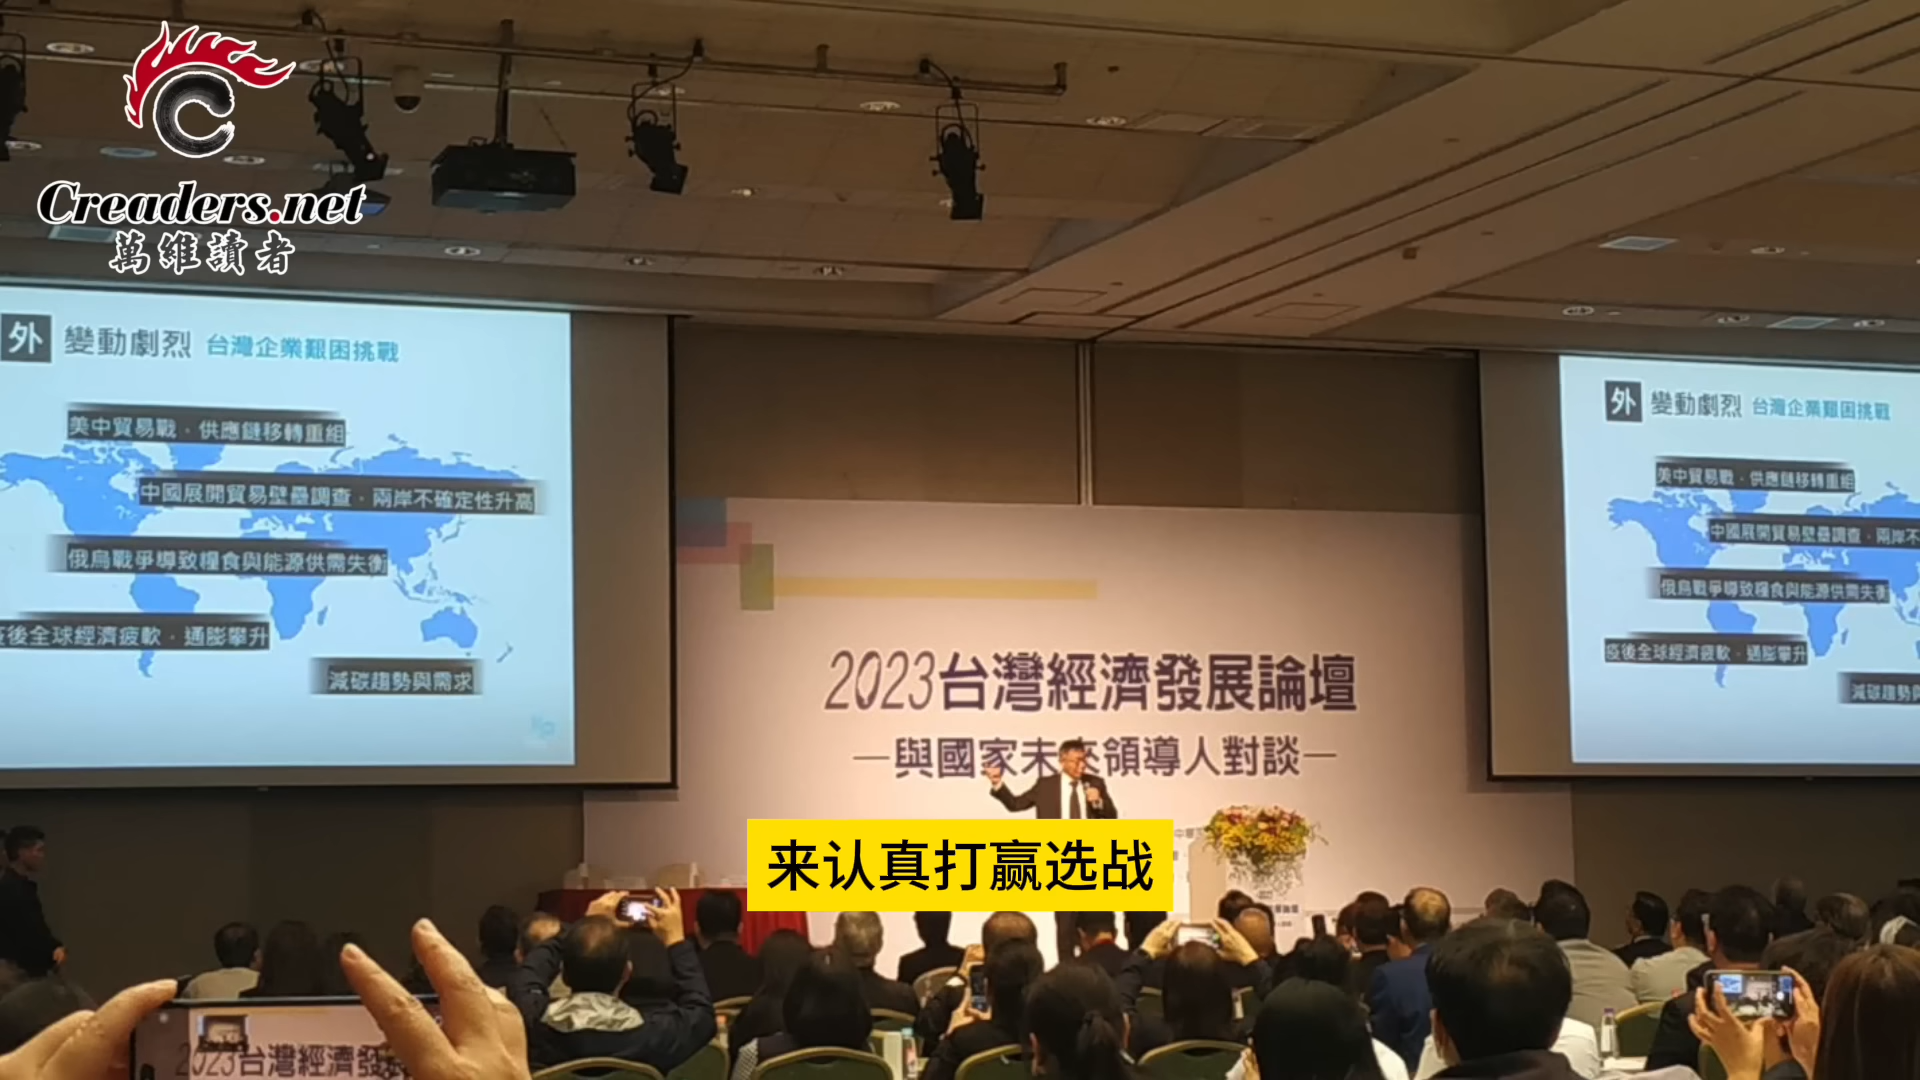 Creaders.net
萬維讀者
外 變動劇烈 台灣企業艱困挑戰
美中貿易戰．供應鏈移轉重組
中國展開貿易壁壘調查．兩岸不確定性升高
俄烏戰爭導致糧食與能源供需失衡
疫後全球經濟疲軟．通膨攀升
減碳趨勢與需求
外 變動劇烈 台灣企業艱困挑戰
美中貿易戰．供應鏈移轉重組
中國展開貿易壁壘調查．兩岸不
俄烏戰爭導致糧食與能源供需失衡
疫後全球經濟疲軟．通膨攀升
減碳趨勢與
2023台灣經濟發展論壇
—與國家未來領導人對談—
来认真打赢选战
2023台灣經濟發展